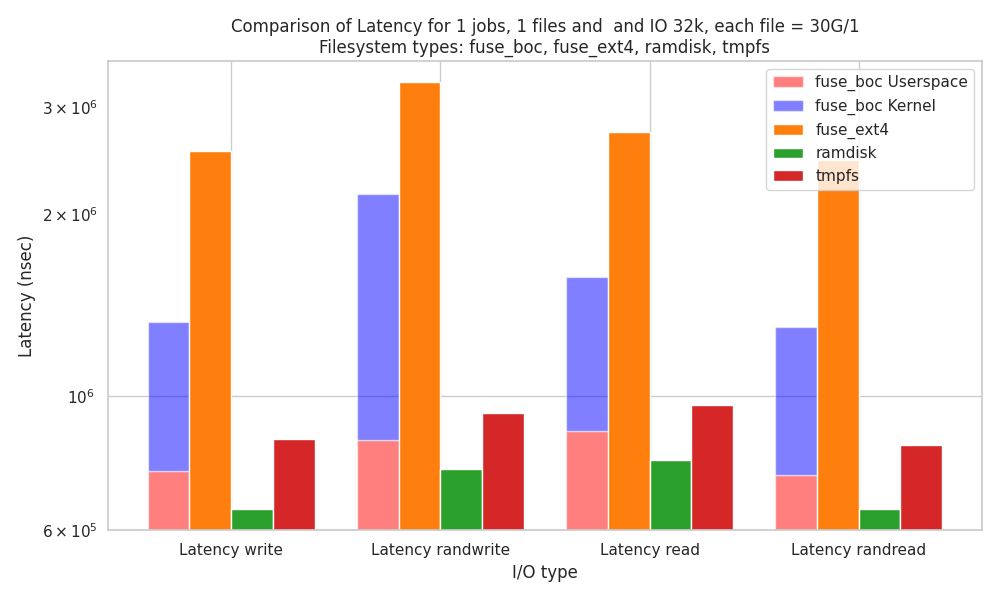 Comparison of Latency for 1 jobs, 1 files and  and IO 32k, each file = 30G/1
Filesystem types: fuse_boc, fuse_ext4, ramdisk, tmpfs
fuse_boc Userspace
fuse_boc Kernel
fuse_ext4
ramdisk
tmpfs
3 × 10⁶
2 × 10⁶
10⁶
6 × 10⁵
Latency (nsec)
Latency write
Latency randwrite
Latency read
Latency randread
I/O type